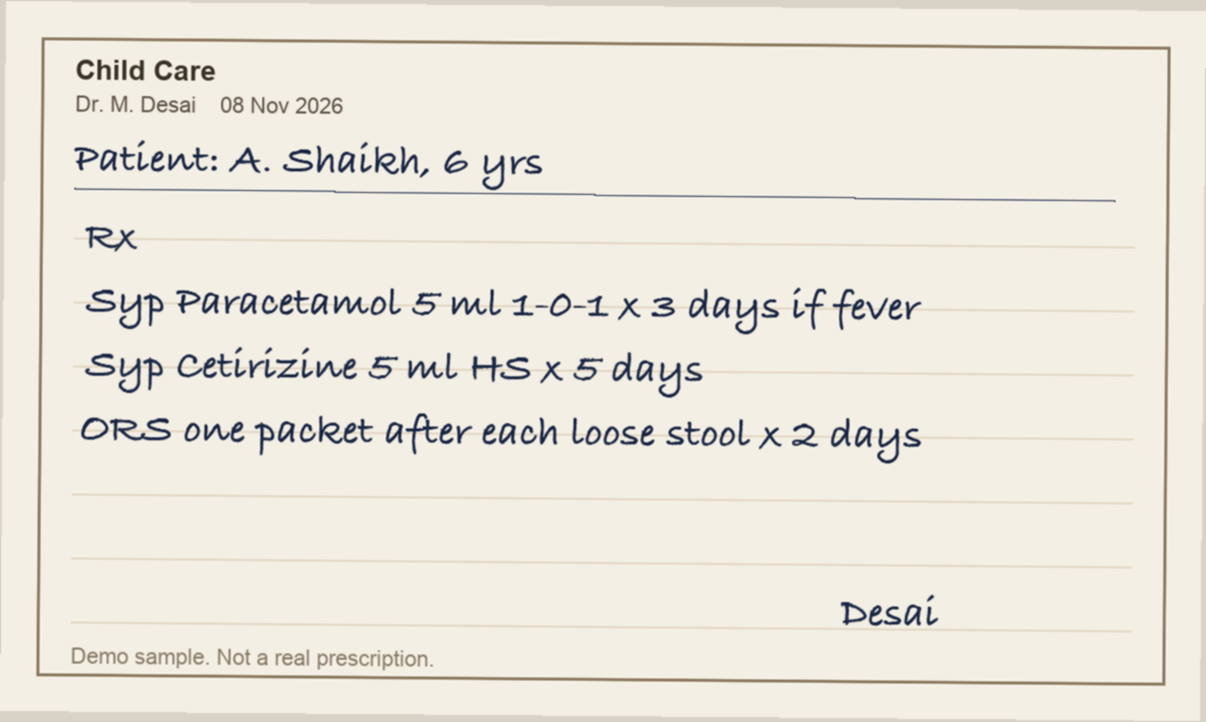 Child Care
Dr. M. Desai 08 Nov 2026
Patient: A. Shaikh, 6 yrs
Rx
Syp Paracetamol 5 ml 1-0-1 x 3 days if fever
Syp Cetirizine 5 ml HS x 5 days
ORS one packet after each loose stool x 2 days
Desai
Demo sample. Not a real prescription.